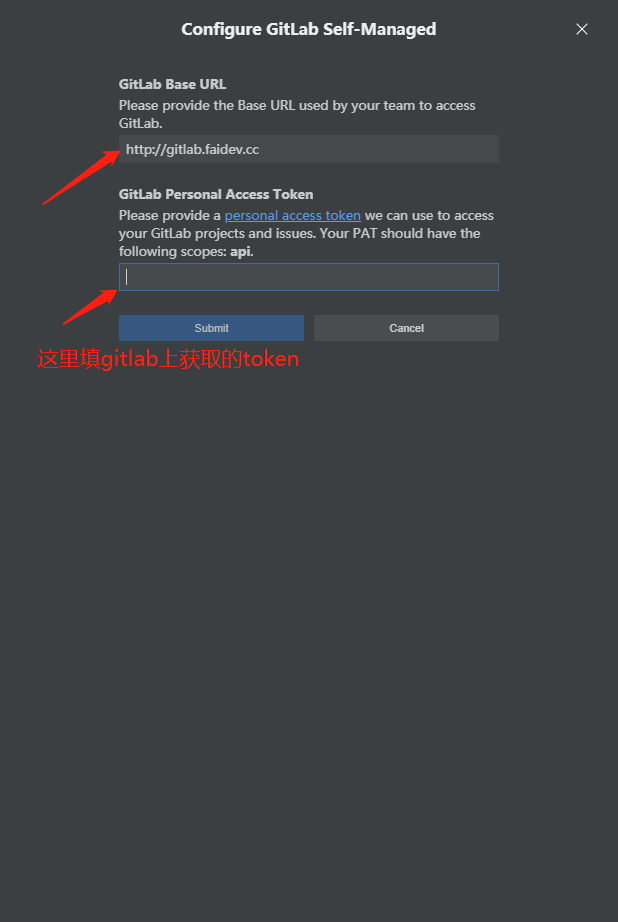 Configure GitLab Self-Managed
GitLab Base URL
Please provide the Base URL used by your team to access
GitLab.
http://gitlab.faidev.cc
GitLab Personal Access Token
Please provide a personal access token we can use to access
your GitLab projects and issues. Your PAT should have the
following scopes: api.
Submit
Cancel
这里填gitlab上获取的token